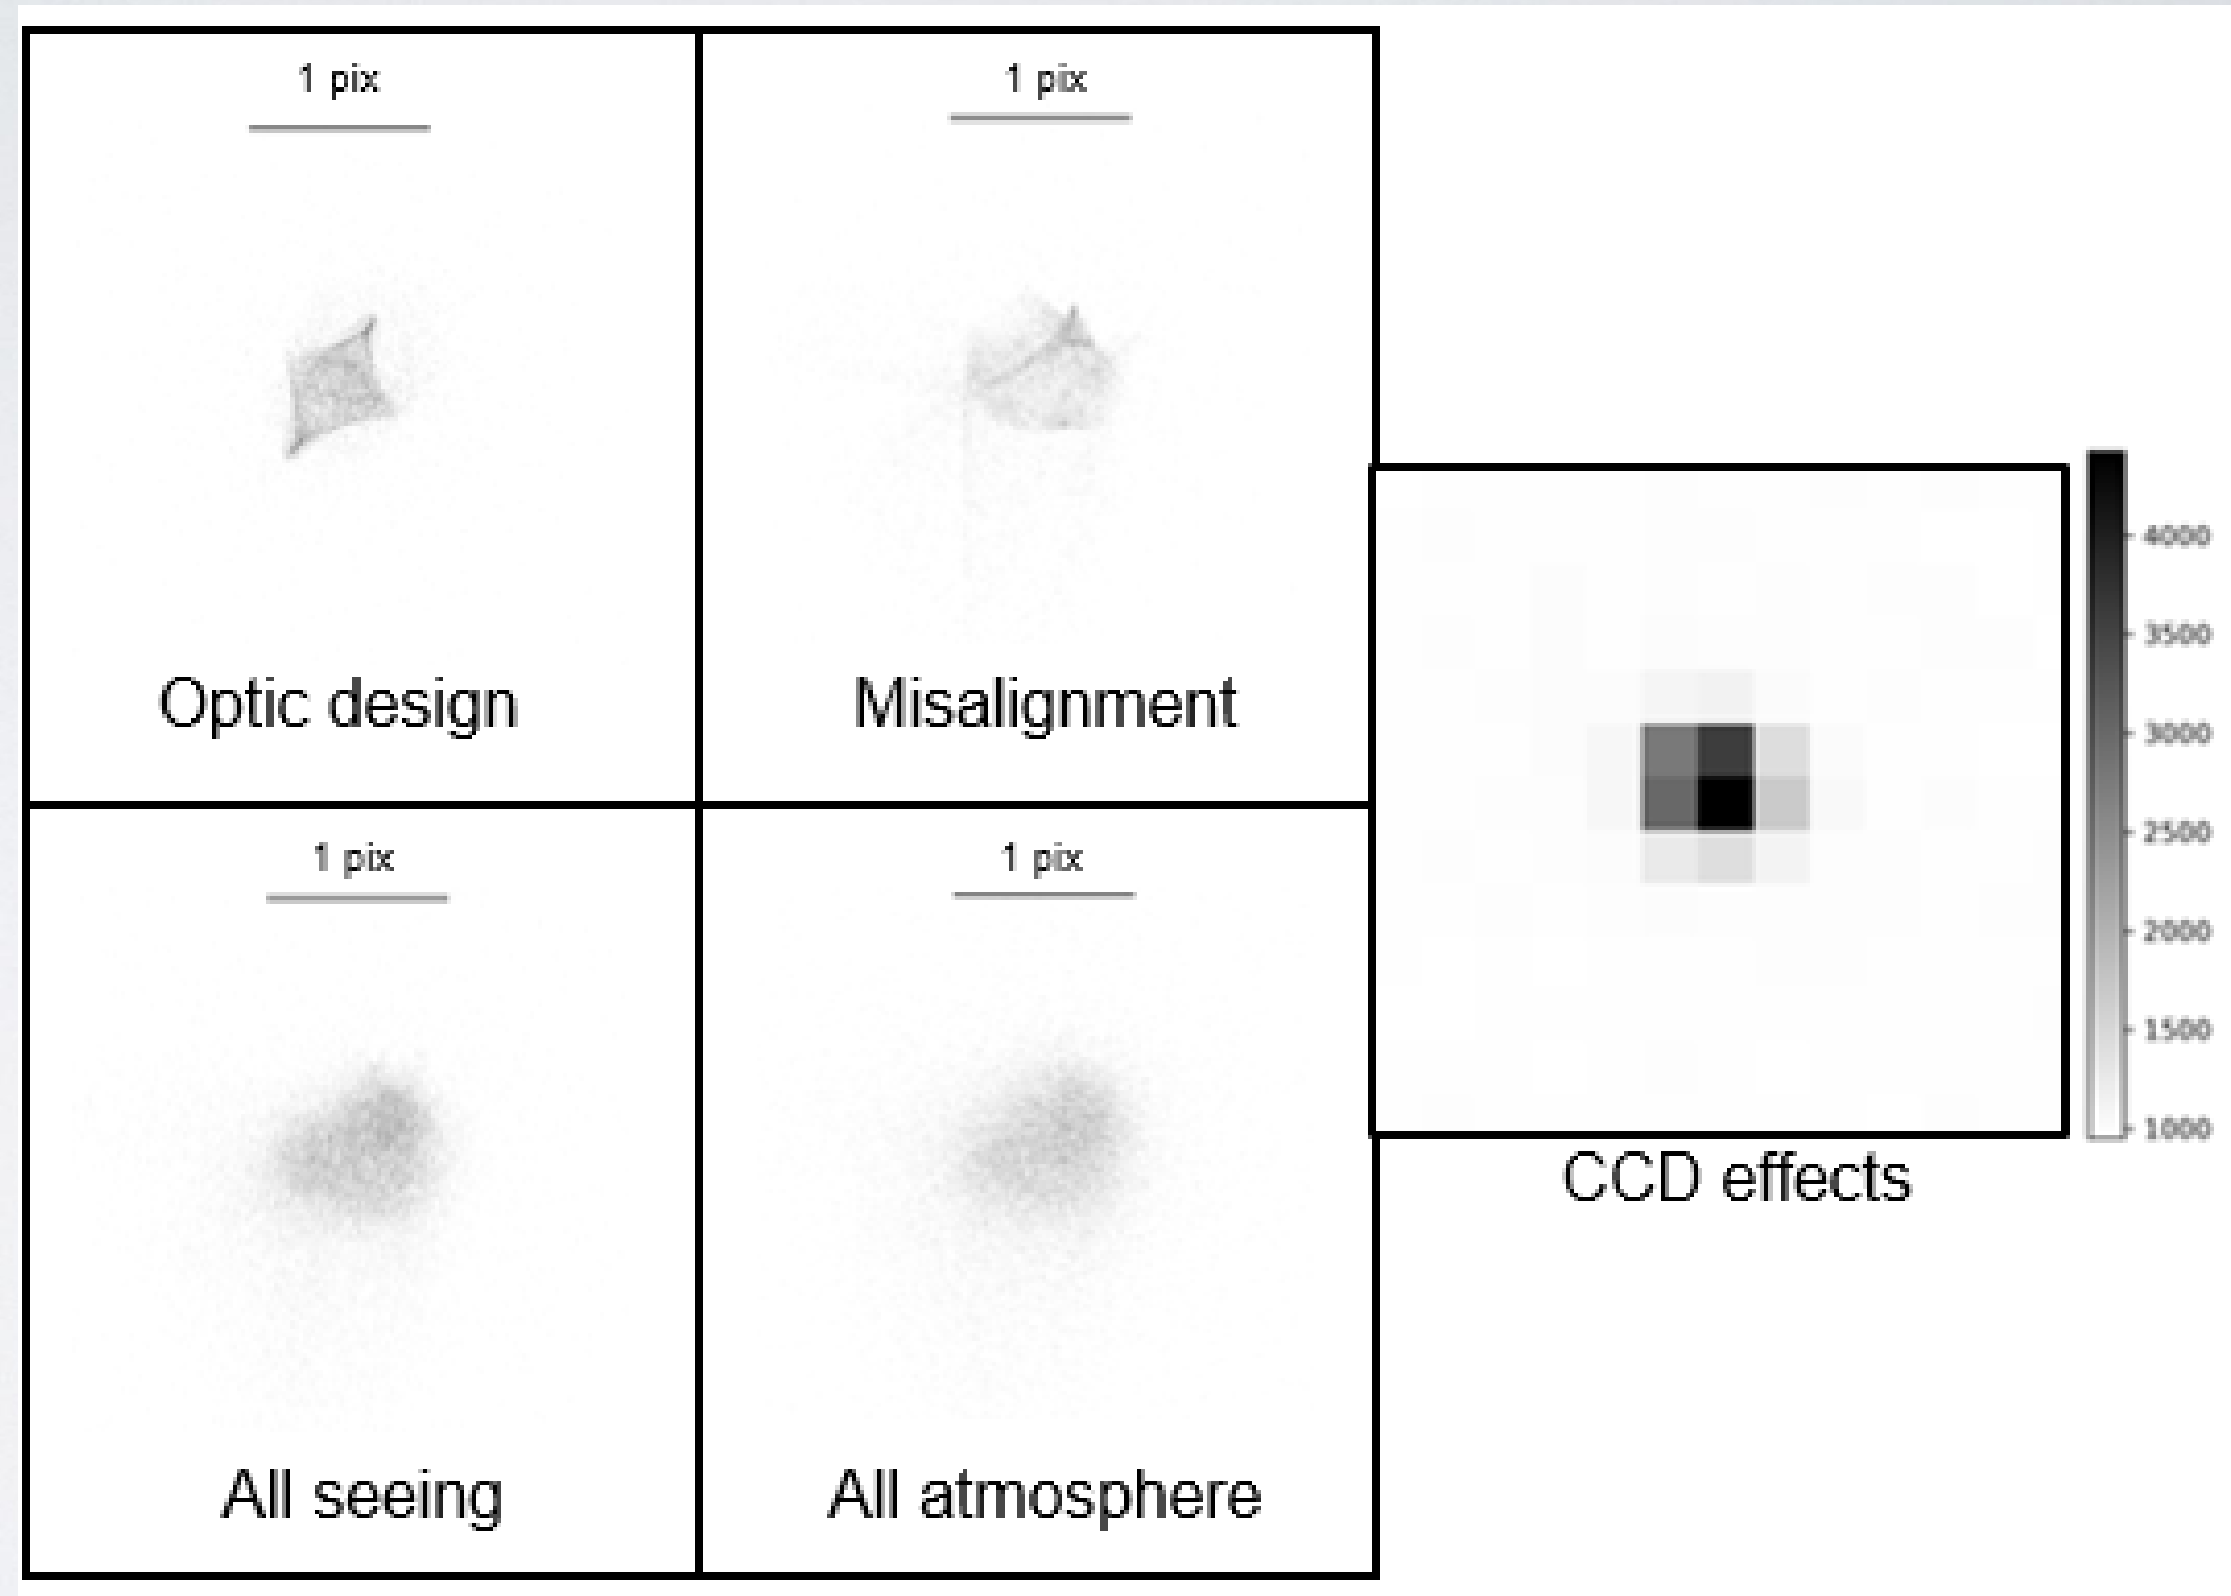 1 pix
Optic design
1 pix
Misalignment
1 pix
All seeing
1 pix
All atmosphere
4000
3500
3000
2500
2000
1500
1000
CCD effects